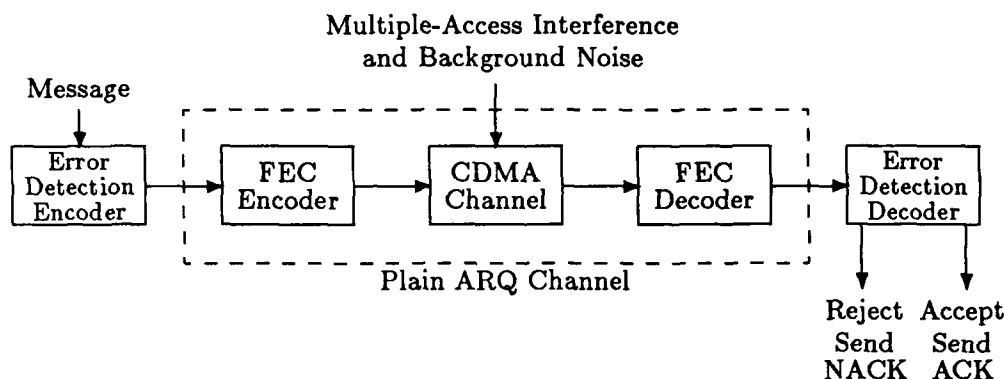 Multiple-Access Interference
and Background Noise
Message
Error
Detection
Encoder
FEC
Encoder
CDMA
Channel
FEC
Decoder
Error
Detection
Decoder
Plain ARQ Channel
Reject
Send
NACK
Accept
Send
ACK